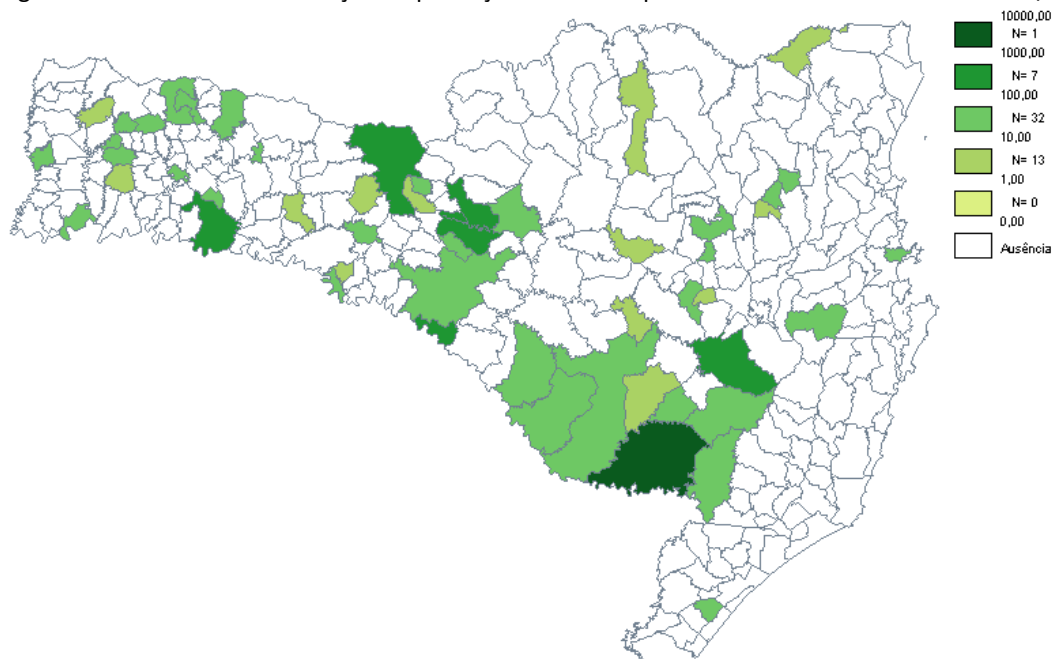 10000,00
N= 1
1000,00
N= 7
100,00
N= 32
10,00
N= 13
1,00
N= 0
0,00
Ausência